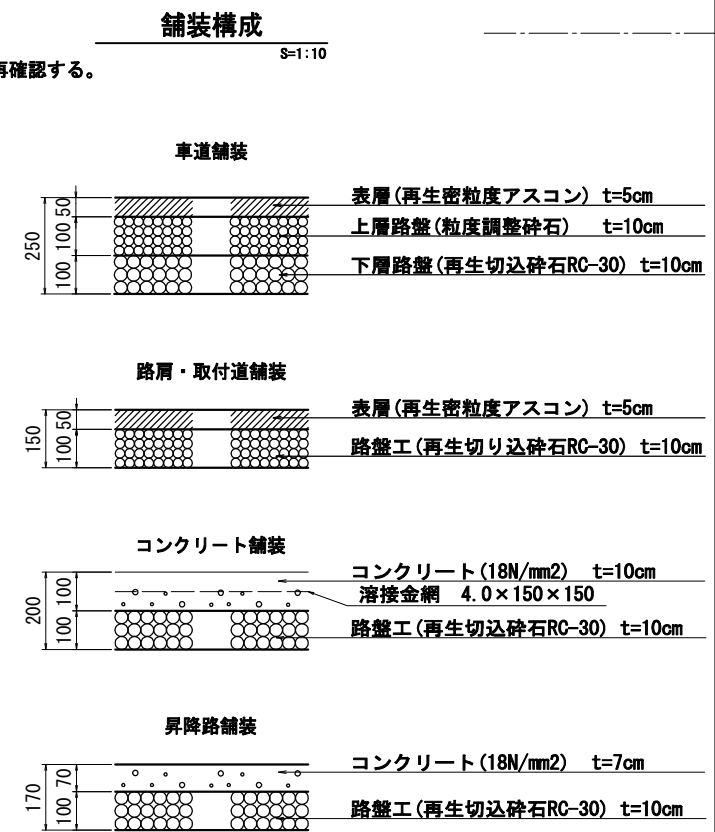 舗装構成
S=1:10
再確認する。
車道舗装
表層(再生密粒度アスコン) t=5cm
上層路盤(粒度調整砕石) t=10cm
下層路盤(再生切込砕石RC-30) t=10cm
250
50
100
100
路肩・取付道舗装
表層(再生密粒度アスコン) t=5cm
路盤工(再生切り込砕石RC-30) t=10cm
150
50
100
コンクリート舗装
コンクリート(18N/mm2) t=10cm
溶接金網 4.0×150×150
路盤工(再生切込砕石RC-30) t=10cm
200
100
100
昇降路舗装
コンクリート(18N/mm2) t=7cm
路盤工(再生切込砕石RC-30) t=10cm
170
70
100